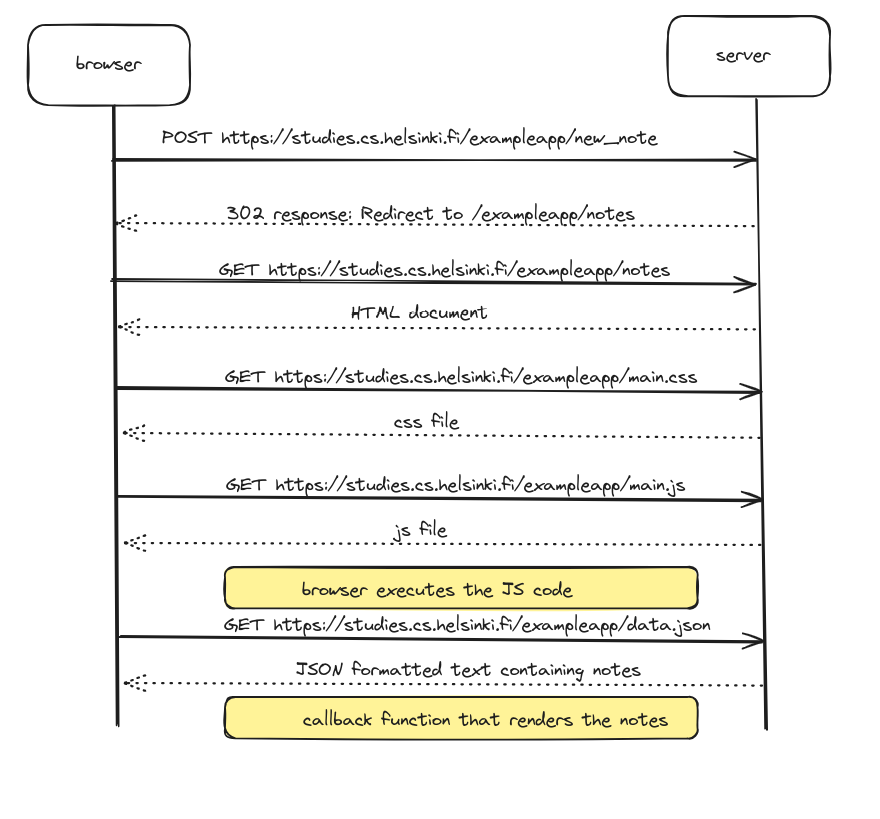 browser
server
POST https://studies.cs.helsinki.fi/exampleapp/new_note
302 response: Redirect to /exampleapp/notes
GET https://studies.cs.helsinki.fi/exampleapp/notes
HTML document
GET https://studies.cs.helsinki.fi/exampleapp/main.css
css file
GET https://studies.cs.helsinki.fi/exampleapp/main.js
js file
browser executes the JS code
GET https://studies.cs.helsinki.fi/exampleapp/data.json
JSON formatted text containing notes
callback function that renders the notes